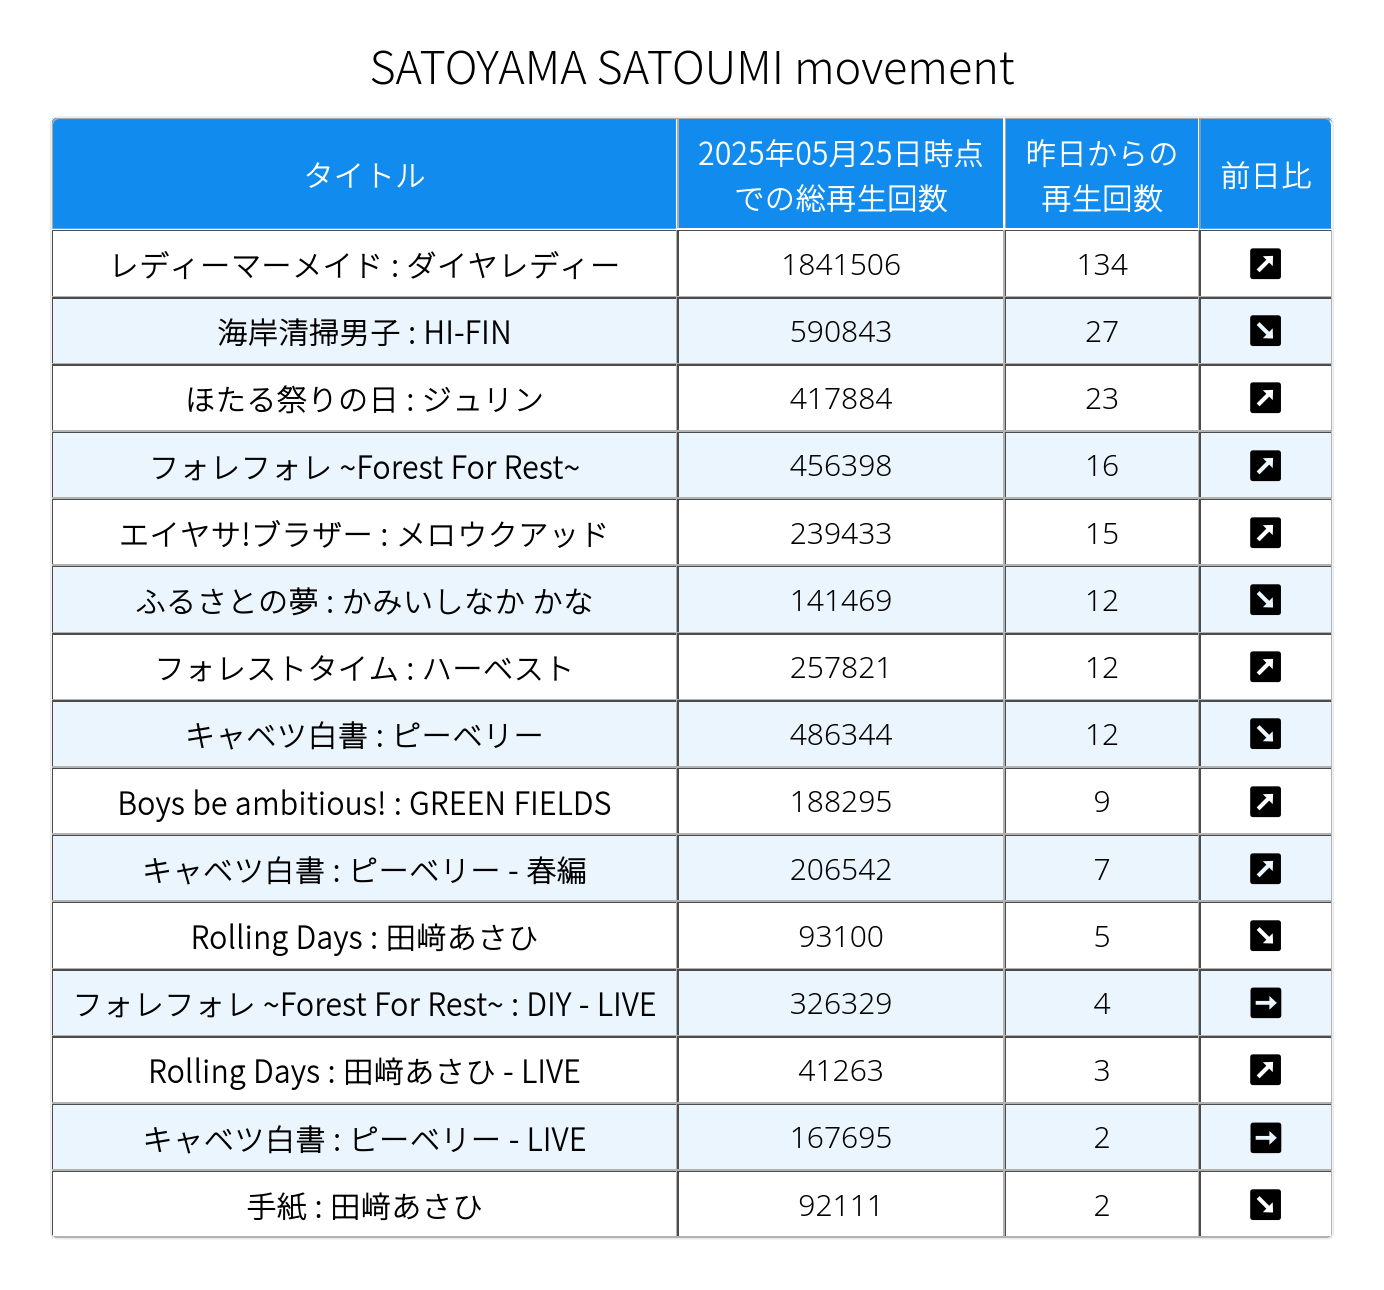 SATOYAMA SATOUMI movement
タイトル 2025年05月25日時点での総再生回数 昨日からの再生回数 前日比
レディーマーメイド : ダイヤレディー 1841506 134 ↗
海岸清掃男子 : HI-FIN 590843 27 ↘
ほたる祭りの日 : ジュリン 417884 23 ↗
フォレフォレ ~Forest For Rest~ 456398 16 ↗
エイヤサ!ブラザー : メロウクアッド 239433 15 ↗
ふるさとの夢 : かみいしなか かな 141469 12 ↘
フォレストタイム : ハーベスト 257821 12 ↗
キャベツ白書 : ピーベリー 486344 12 ↘
Boys be ambitious! : GREEN FIELDS 188295 9 ↗
キャベツ白書 : ピーベリー - 春編 206542 7 ↗
Rolling Days : 田﨑あさひ 93100 5 ↘
フォレフォレ ~Forest For Rest~ : DIY - LIVE 326329 4 →
Rolling Days : 田﨑あさひ - LIVE 41263 3 ↗
キャベツ白書 : ピーベリー - LIVE 167695 2 →
手紙 : 田﨑あさひ 92111 2 ↘